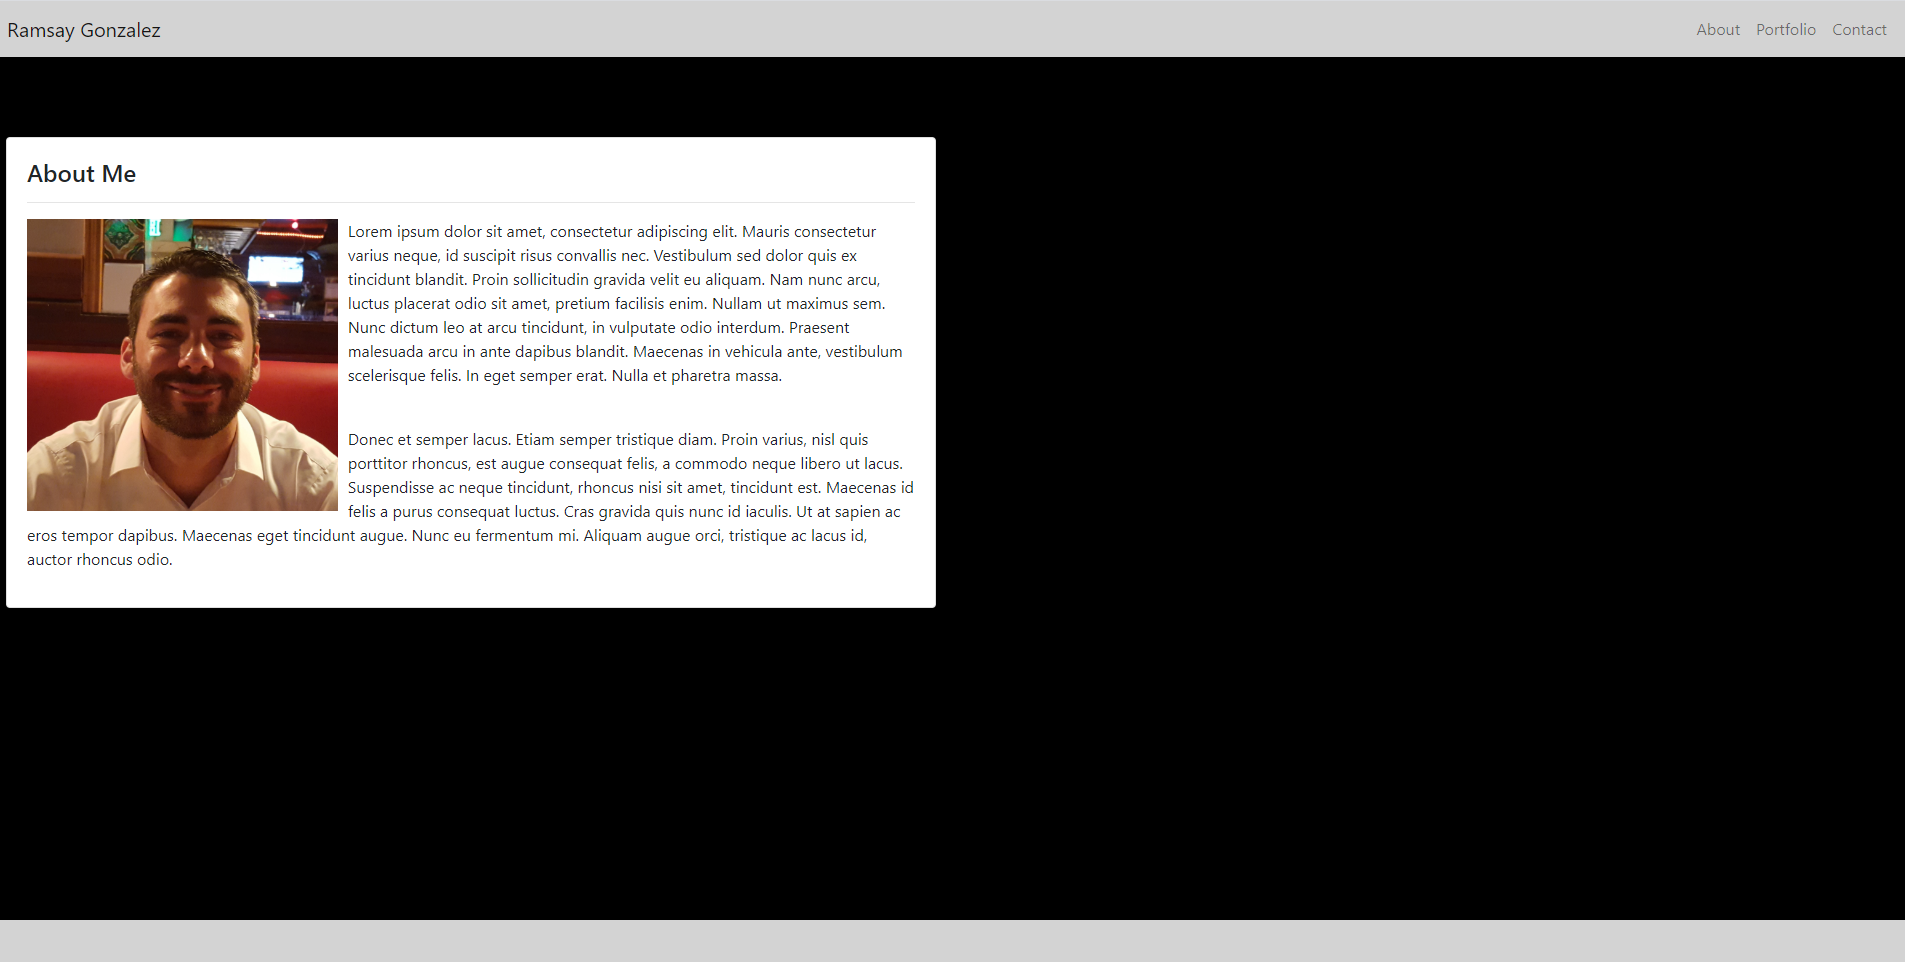 Ramsay Gonzalez
About Portfolio Contact
About Me
Lorem ipsum dolor sit amet, consectetur adipiscing elit. Mauris consectetur
varius neque, id suscipit risus convallis nec. Vestibulum sed dolor quis ex
tincidunt blandit. Proin sollicitudin gravida velit eu aliquam. Nam nunc arcu,
luctus placerat odio sit amet, pretium facilisis enim. Nullam ut maximus sem.
Nunc dictum leo at arcu tincidunt, in vulputate odio interdum. Praesent
malesuada arcu in ante dapibus blandit. Maecenas in vehicula ante, vestibulum
scelerisque felis. In eget semper erat. Nulla et pharetra massa.
Donec et semper lacus. Etiam semper tristique diam. Proin varius, nisl quis
porttitor rhoncus, est augue consequat felis, a commodo neque libero ut lacus.
Suspendisse ac neque tincidunt, rhoncus nisi sit amet, tincidunt est. Maecenas id
felis a purus consequat luctus. Cras gravida quis nunc id iaculis. Ut at sapien ac
eros tempor dapibus. Maecenas eget tincidunt augue. Nunc eu fermentum mi. Aliquam augue orci, tristique ac lacus id,
auctor rhoncus odio.